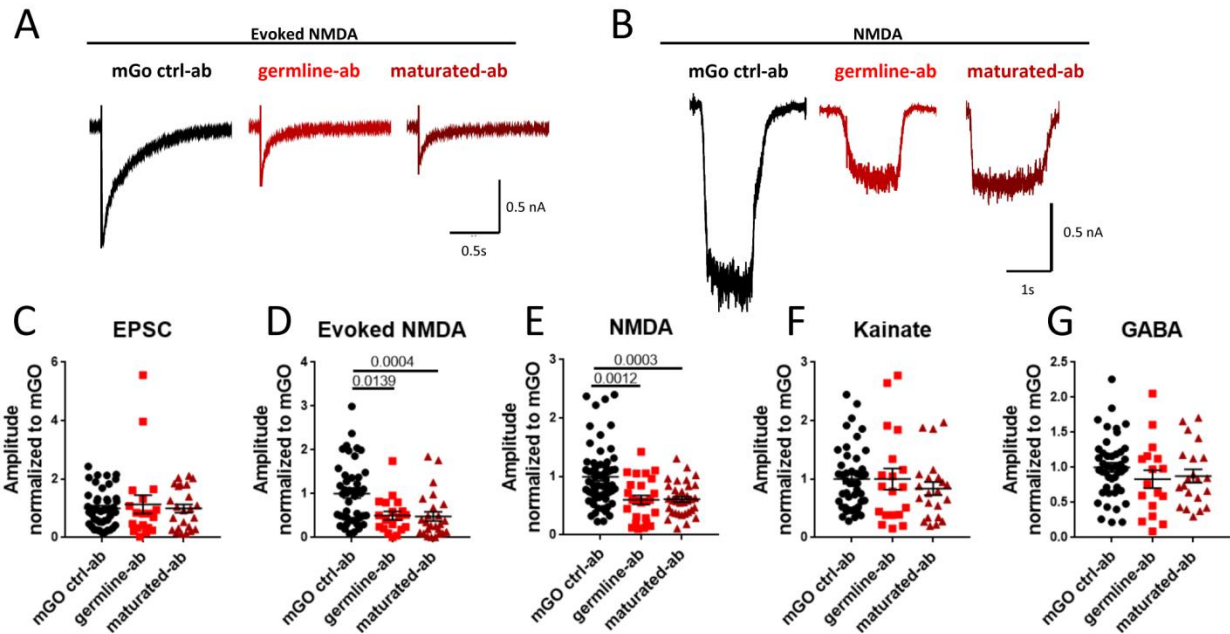 A
Evoked NMDA
mGo ctrl-ab germline-ab maturated-ab
0.5 nA
0.5s
B
NMDA
mGo ctrl-ab germline-ab maturated-ab
0.5 nA
1s
C
EPSC
Amplitude
normalized to mGO
6
4
2
0
mGO ctrl-ab
germline-ab
maturated-ab
D
Evoked NMDA
Amplitude
normalized to mGO
4
3
2
1
0
0.0004
0.0139
mGO ctrl-ab
germline-ab
maturated-ab
E
NMDA
Amplitude
normalized to mGO
3
2
1
0
0.0003
0.0012
mGO ctrl-ab
germline-ab
maturated-ab
F
Kainate
Amplitude
normalized to mGO
4
3
2
1
0
mGO ctrl-ab
germline-ab
maturated-ab
G
GABA
Amplitude
normalized to mGO
2.5
2.0
1.5
1.0
0.5
0.0
mGO ctrl-ab
germline-ab
maturated-ab